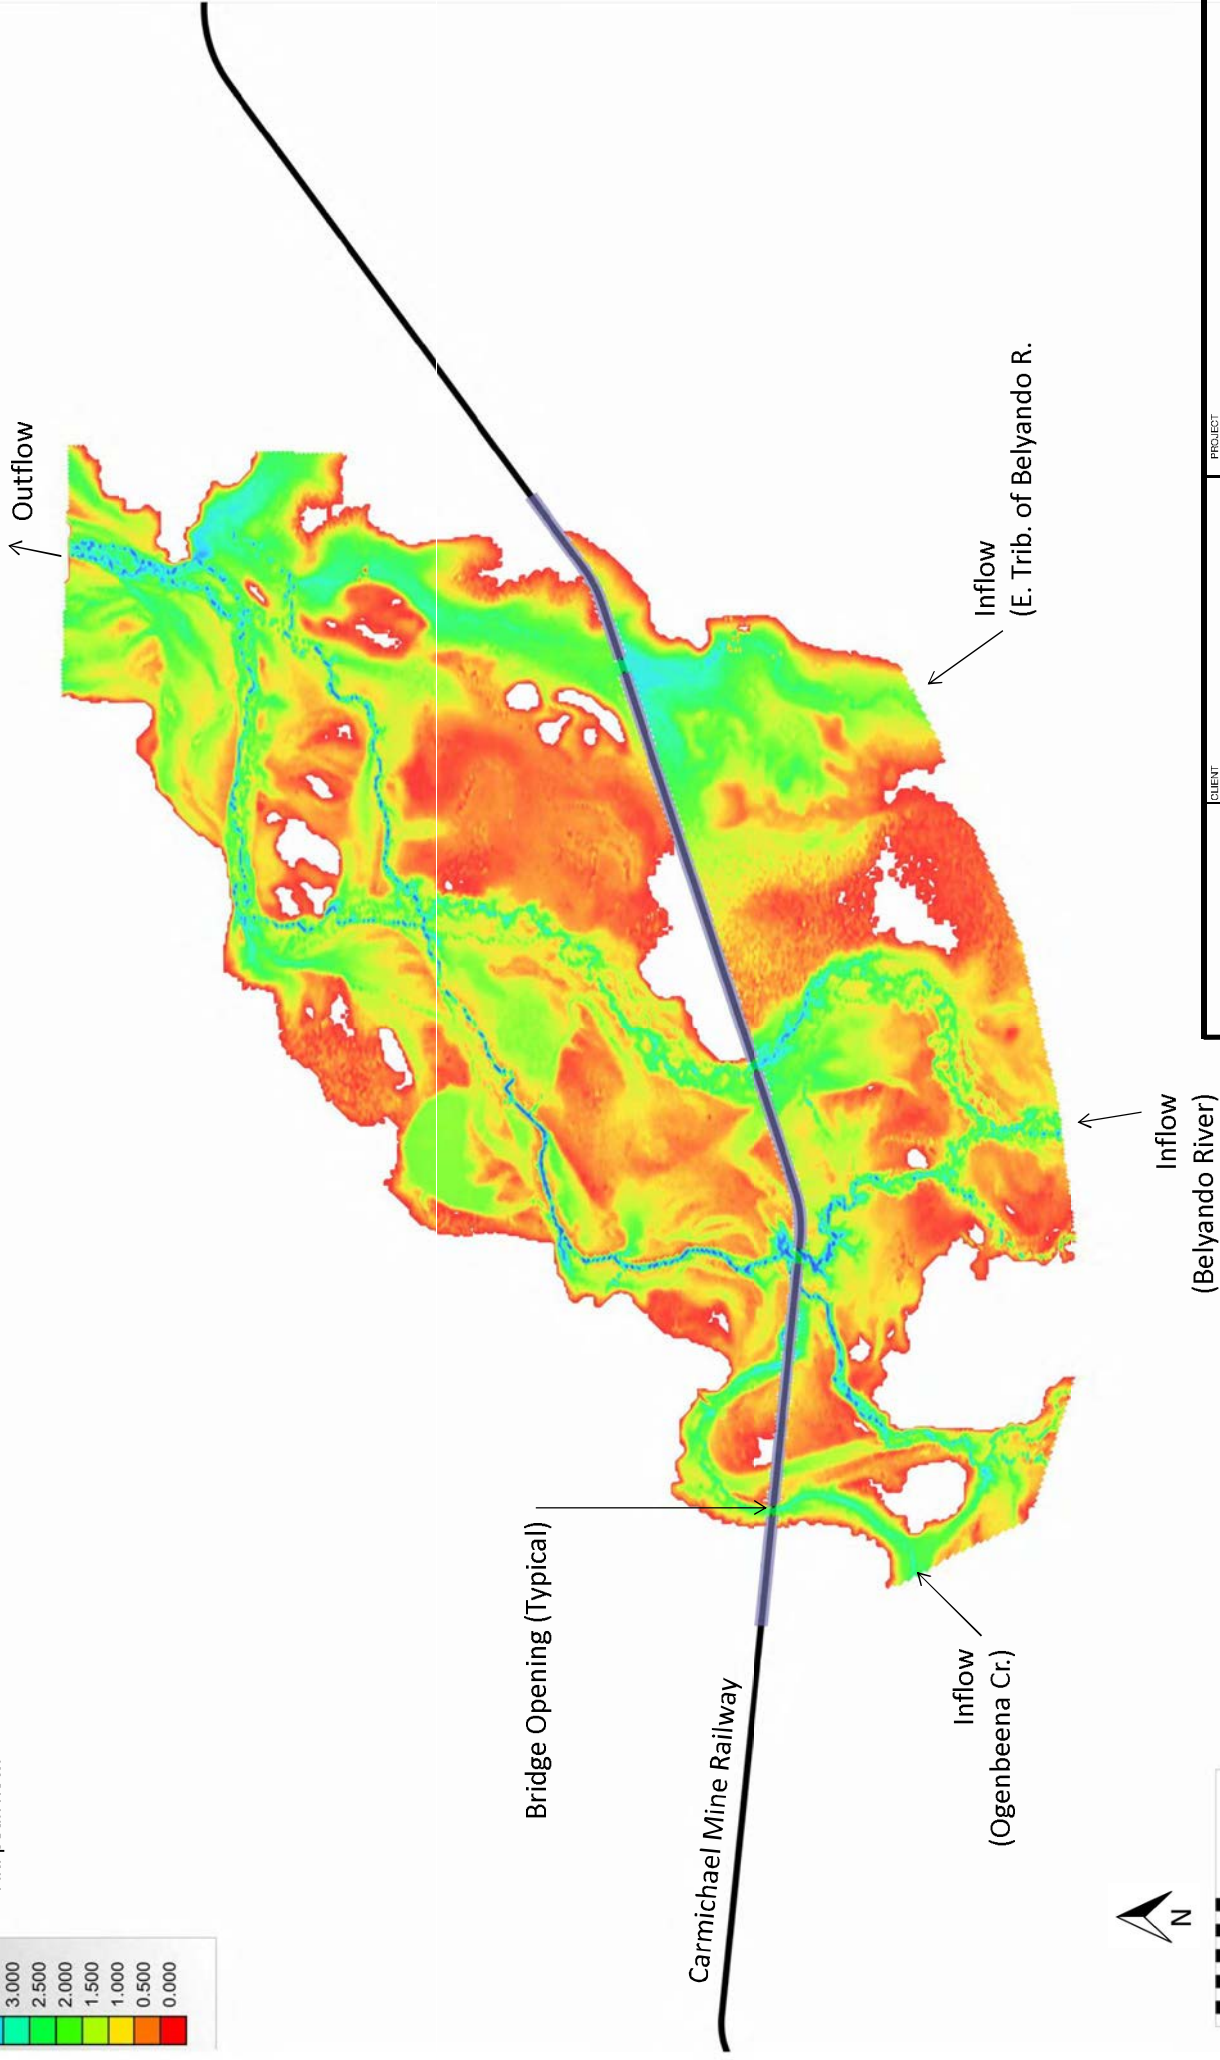 Outflow
Inflow
(E. Trib. of Belyando R.
PROJECT
CLIENT
Inflow
(Belyando River)
Bridge Opening (Typical)
Inflow
(Ogenbeena Cr.)
Carmichael Mine Railway
N
3.000
2.500
2.000
1.500
1.000
0.500
0.000